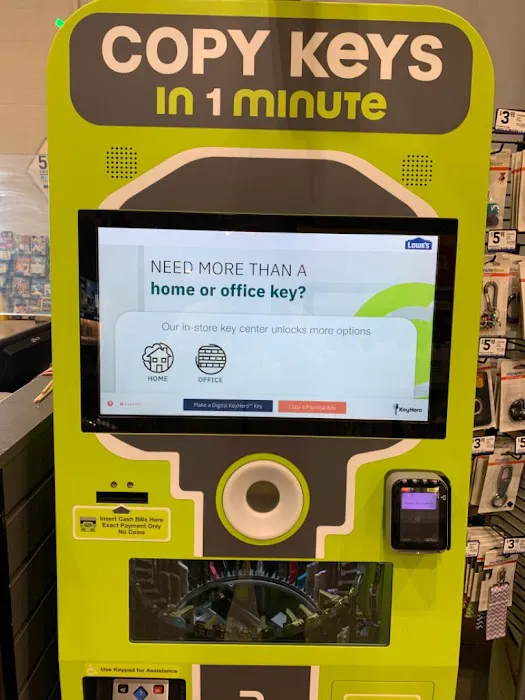 COPY KeYS
IN 1 MINUTe
LOWE'S
NEED MORE THAN A
home or office key?
Our in-store key center unlocks more options
HOME
OFFICE
Make a Digital KeyHero™ Key
Copy a Physical Key
KeyHero
Insert Cash Bills Here
Exact Payment Only
No Coins
Use Keypad for Assistance